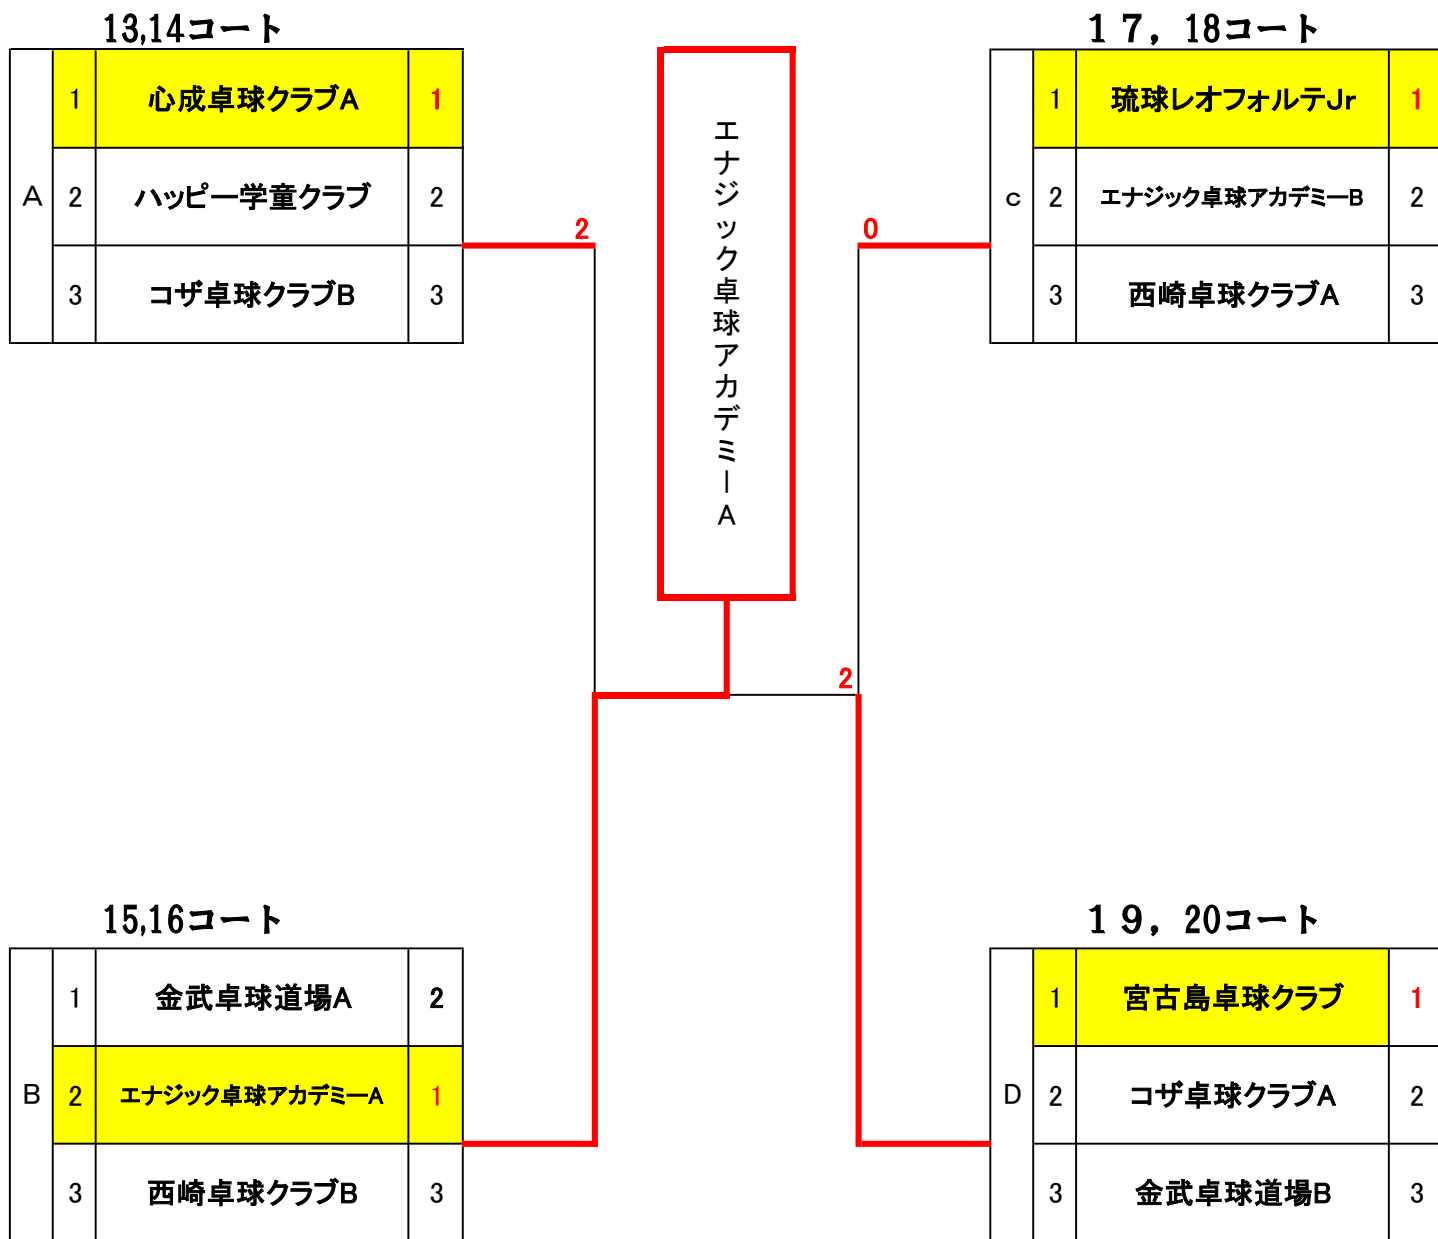 13,14コート
A
1 心成卓球クラブA 1
2 ハッピー学童クラブ 2
3 コザ卓球クラブB 3
2
エナジック卓球アカデミーA
0
2
１７，18コート
c
1 琉球レオフォルテJr 1
2 エナジック卓球アカデミーB 2
3 西崎卓球クラブA 3
15,16コート
B
1 金武卓球道場A 2
2 エナジック卓球アカデミーA 1
3 西崎卓球クラブB 3
１９，20コート
D
1 宮古島卓球クラブ 1
2 コザ卓球クラブA 2
3 金武卓球道場B 3